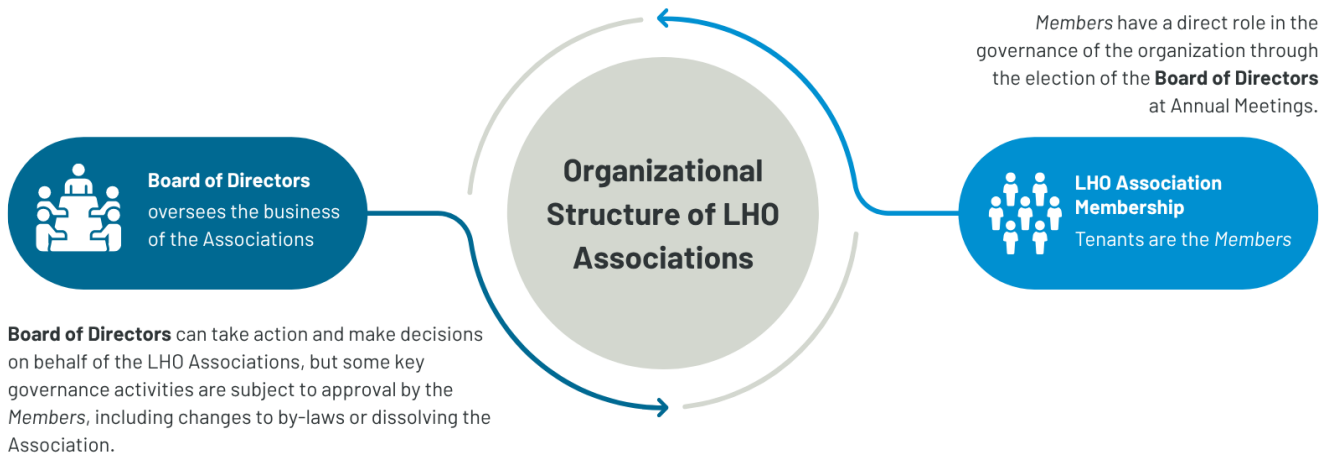 Members have a direct role in the
governance of the organization through
the election of the Board of Directors
at Annual Meetings.
Organizational
Structure of LHO
Associations
Board of Directors
oversees the business
of the Associations
LHO Association
Membership
Tenants are the Members
Board of Directors can take action and make decisions
on behalf of the LHO Associations, but some key
governance activities are subject to approval by the
Members, including changes to by-laws or dissolving the
Association.